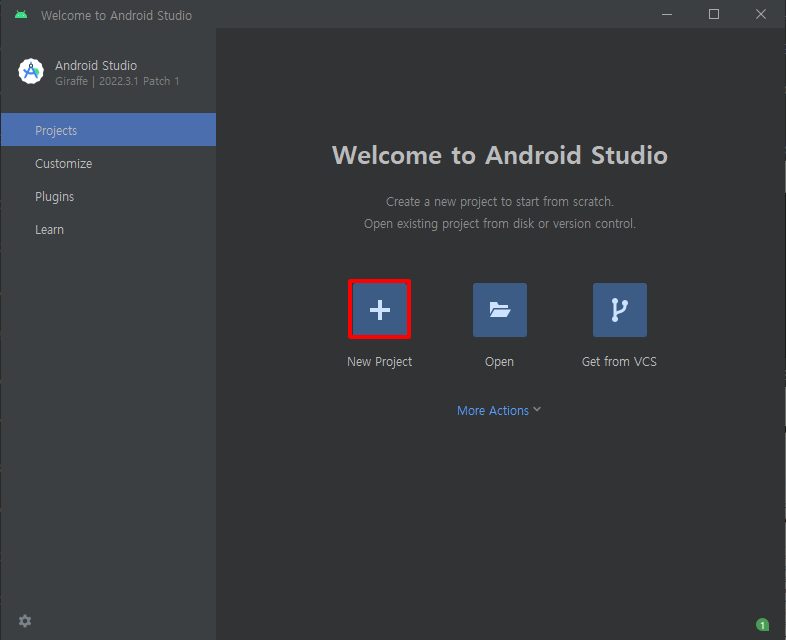 Welcome to Android Studio
Android Studio
Giraffe | 2022.3.1 Patch 1
Projects
Customize
Plugins
Learn
Welcome to Android Studio
Create a new project to start from scratch.
Open existing project from disk or version control.
New Project
Open
Get from VCS
More Actions
1